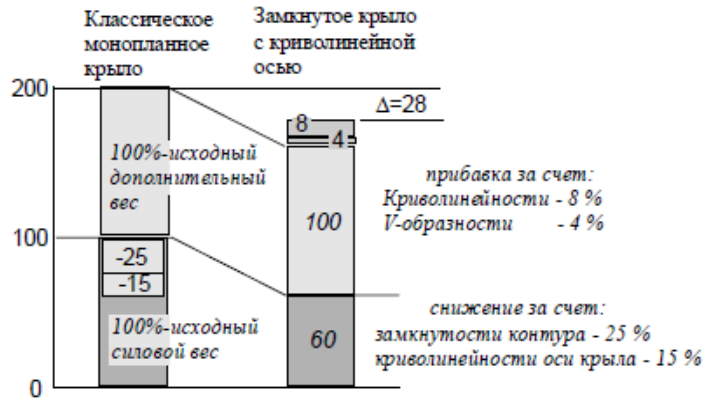 Классическое
монопланное
крыло
Замкнутое крыло
с криволинейной
осью
200
Δ=28
8
4
100%-исходный
дополнительный
вес
прибавка за счет:
Криволинейности - 8 %
V-образности - 4 %
100
100
-25
-15
снижение за счет:
замкнутости контура - 25 %
криволинейности оси крыла - 15 %
100%-исходный
силовой вес
60
0